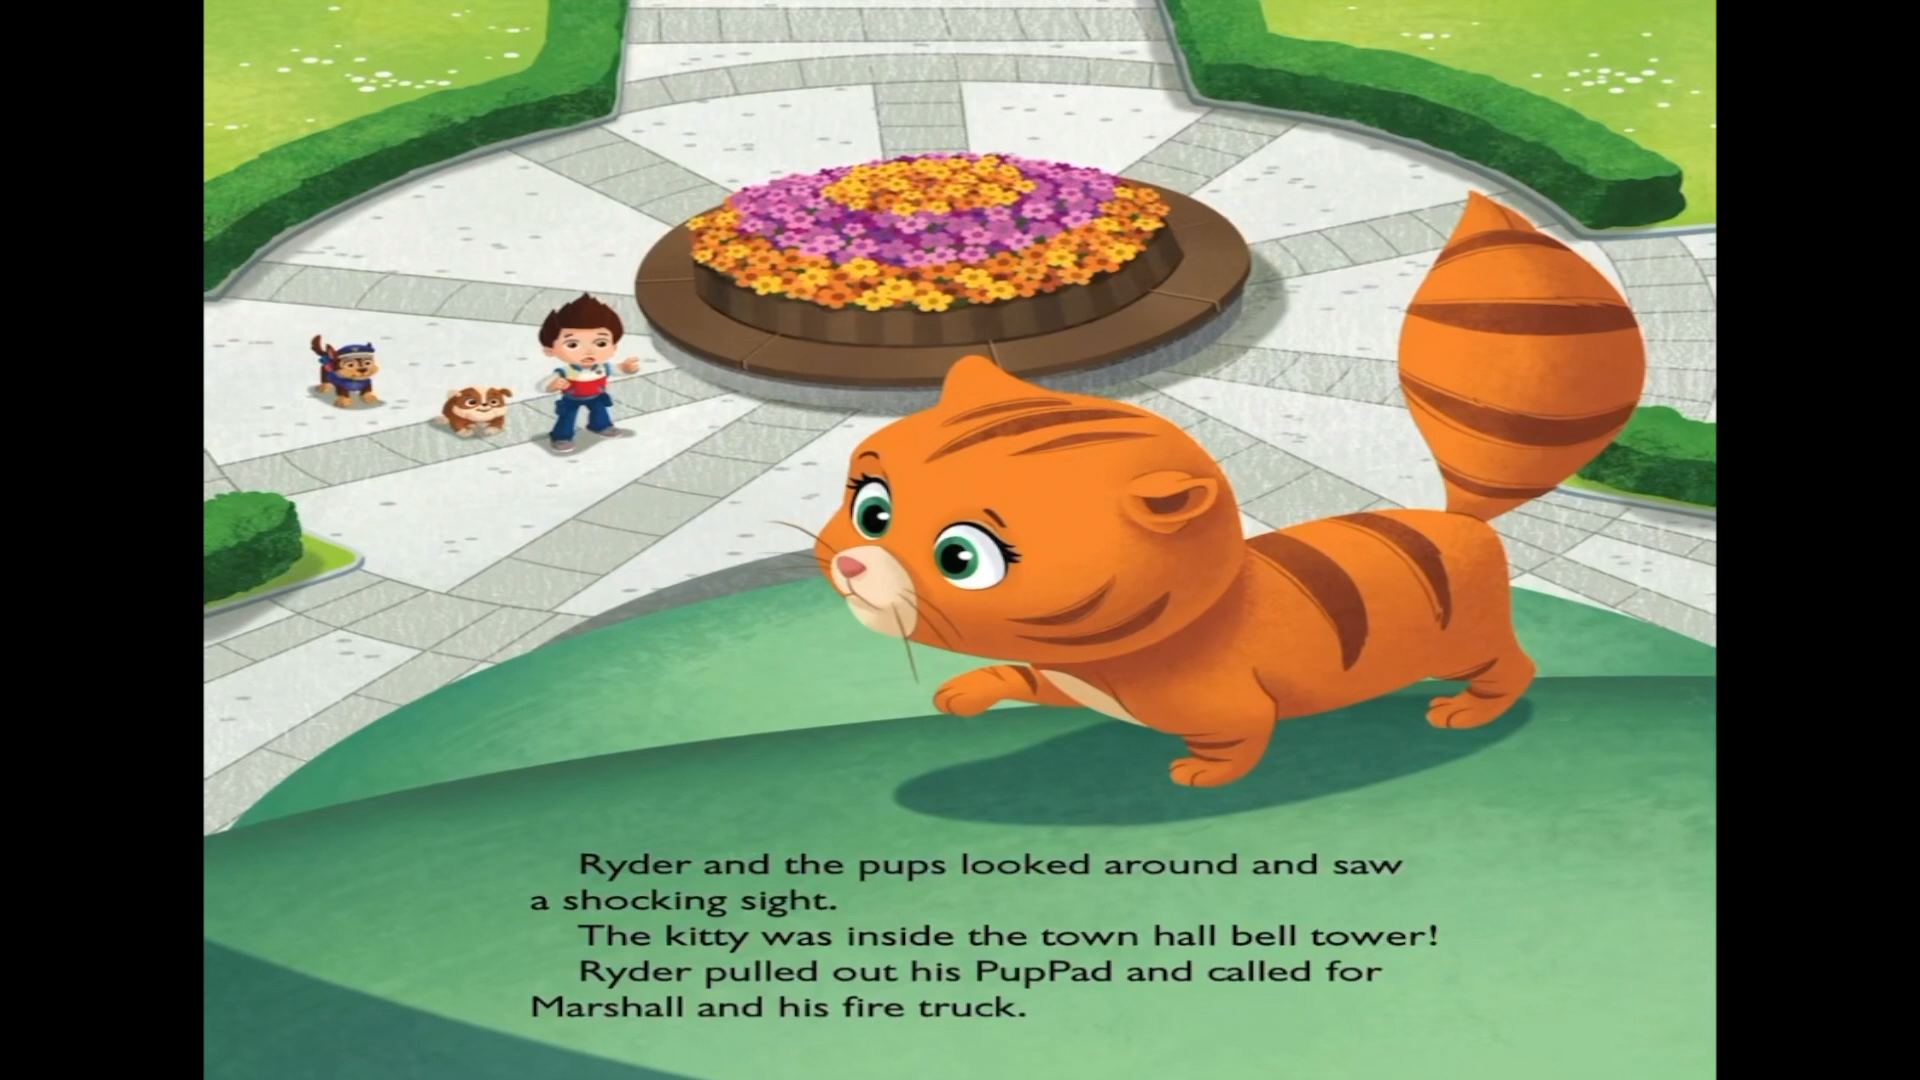 Ryder and the pups looked around and saw
a shocking sight.
The kitty was inside the town hall bell tower!
Ryder pulled out his PupPad and called for
Marshall and his fire truck.